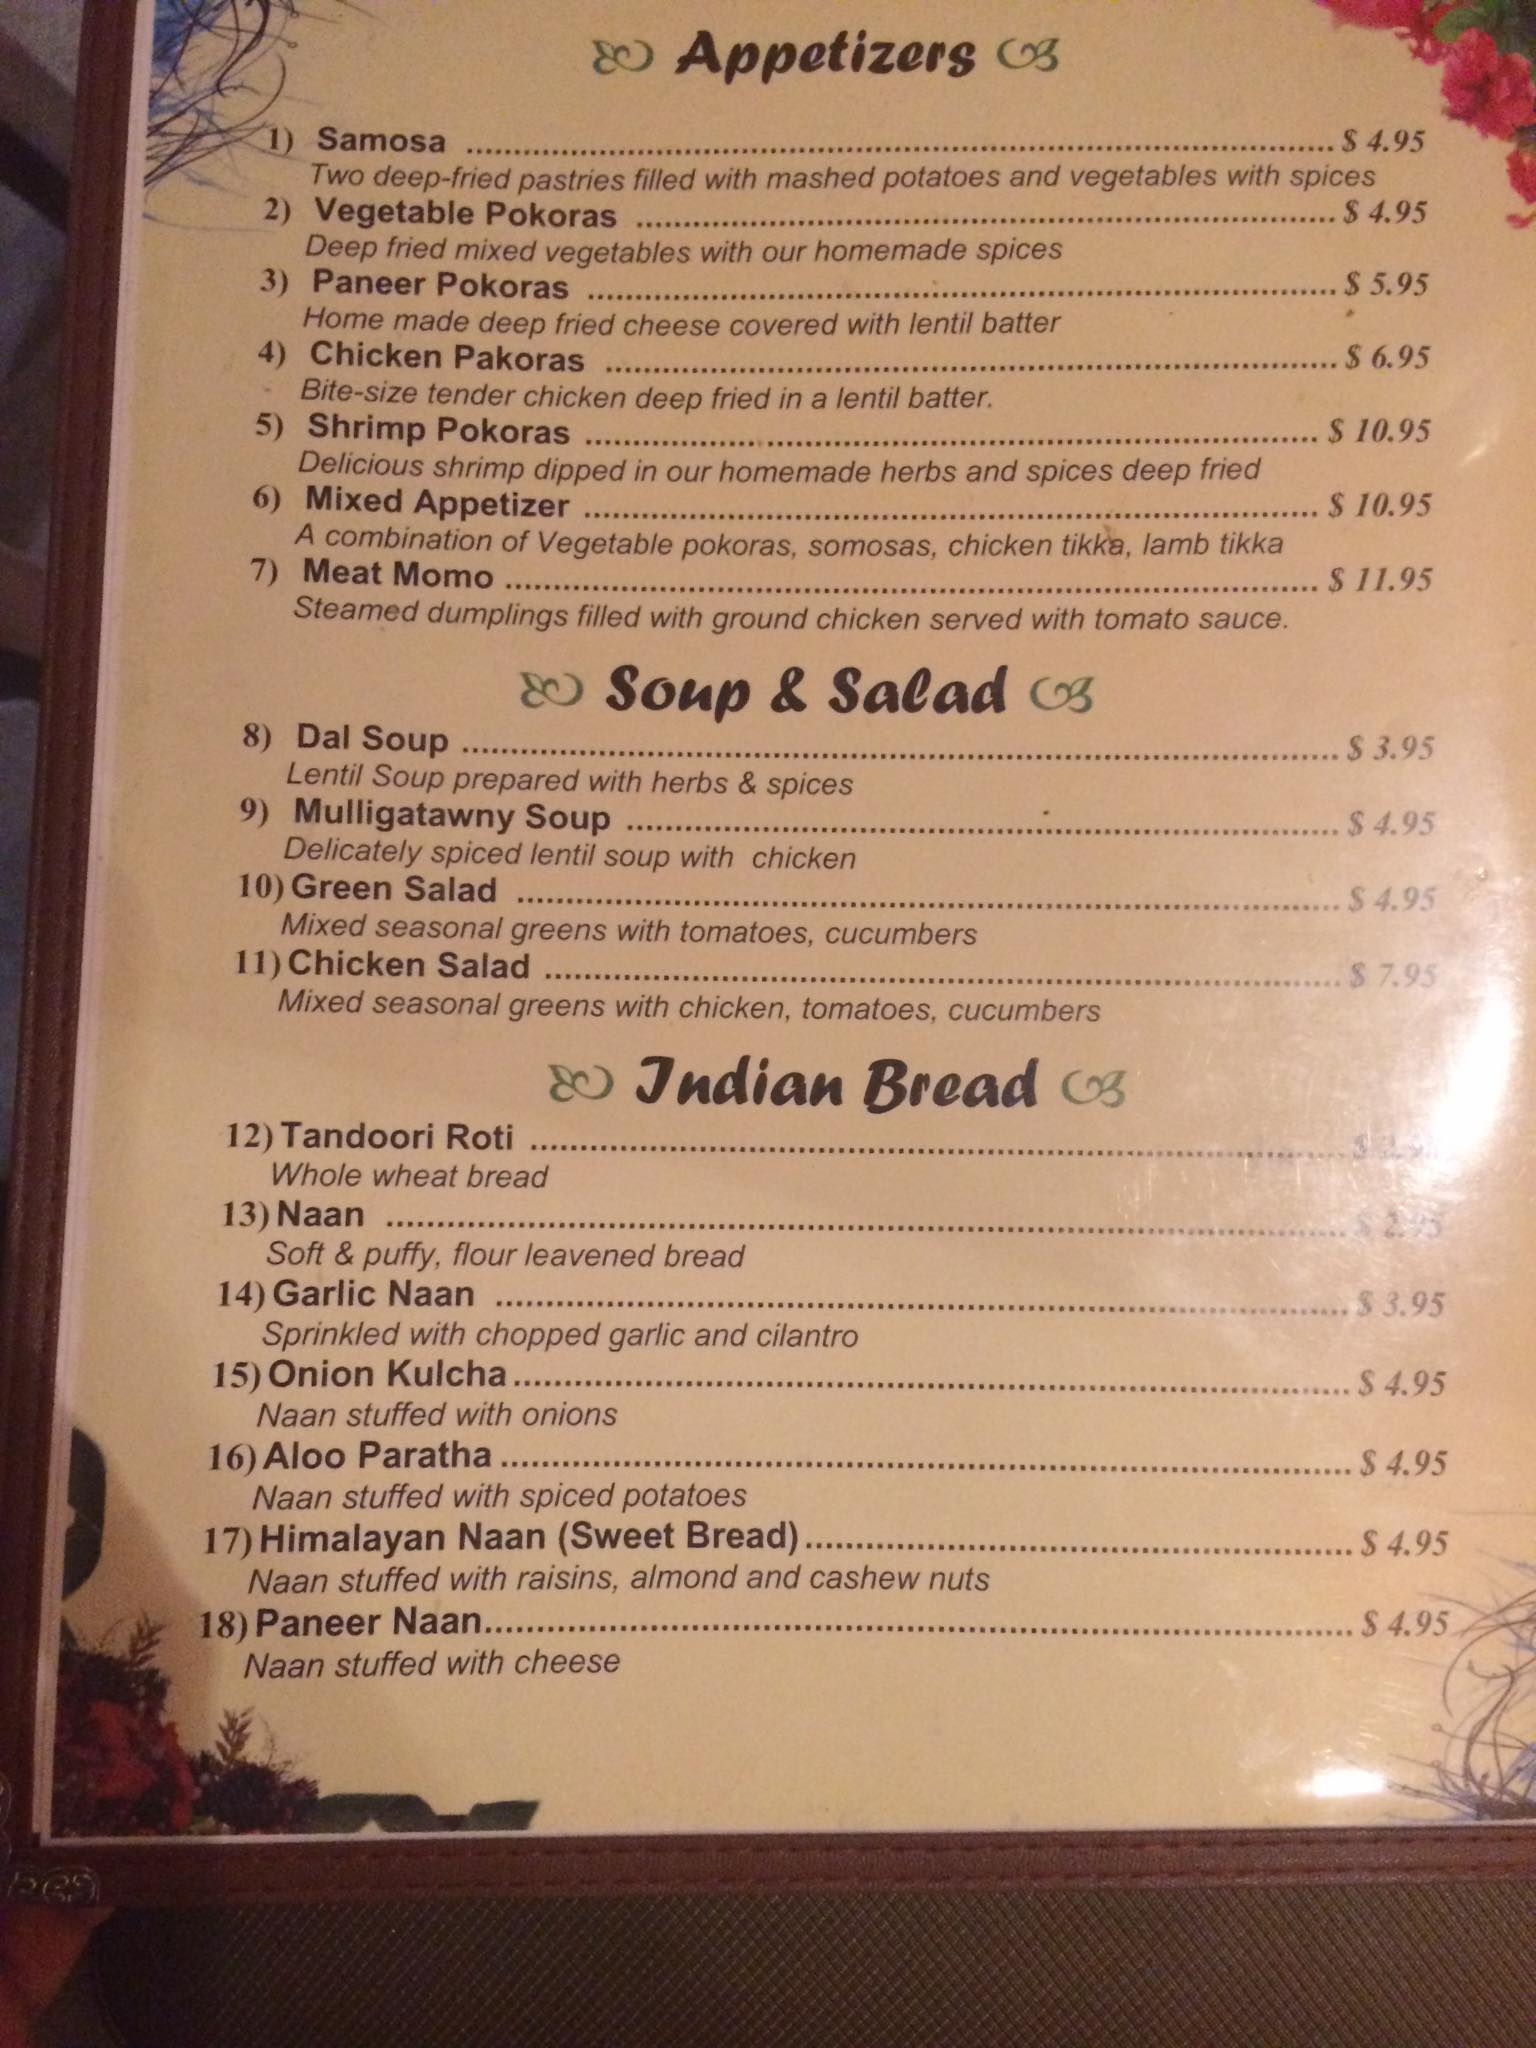 Appetizers
1) Samosa ........ $ 4.95
Two deep-fried pastries filled with mashed potatoes and vegetables with spices
2) Vegetable Pokoras ........ $ 4.95
Deep fried mixed vegetables with our homemade spices
3) Paneer Pokoras ........ $ 5.95
Home made deep fried cheese covered with lentil batter
4) Chicken Pakoras ........ $ 6.95
Bite-size tender chicken deep fried in a lentil batter.
5) Shrimp Pokoras ........ $ 10.95
Delicious shrimp dipped in our homemade herbs and spices deep fried
6) Mixed Appetizer ........ $ 10.95
A combination of Vegetable pokoras, somosas, chicken tikka, lamb tikka
7) Meat Momo ........ $ 11.95
Steamed dumplings filled with ground chicken served with tomato sauce.
Soup & Salad
8) Dal Soup ........ $ 3.95
Lentil Soup prepared with herbs & spices
9) Mulligatawny Soup ........ $ 4.95
Delicately spiced lentil soup with chicken
10) Green Salad ........ $ 4.95
Mixed seasonal greens with tomatoes, cucumbers
11) Chicken Salad ........ $ 7.95
Mixed seasonal greens with chicken, tomatoes, cucumbers
Indian Bread
12) Tandoori Roti ........ $
Whole wheat bread
13) Naan ........ $ 2.95
Soft & puffy, flour leavened bread
14) Garlic Naan ........ $ 3.95
Sprinkled with chopped garlic and cilantro
15) Onion Kulcha ........ $ 4.95
Naan stuffed with onions
16) Aloo Paratha ........ $ 4.95
Naan stuffed with spiced potatoes
17) Himalayan Naan (Sweet Bread) ........ $ 4.95
Naan stuffed with raisins, almond and cashew nuts
18) Paneer Naan ........ $ 4.95
Naan stuffed with cheese